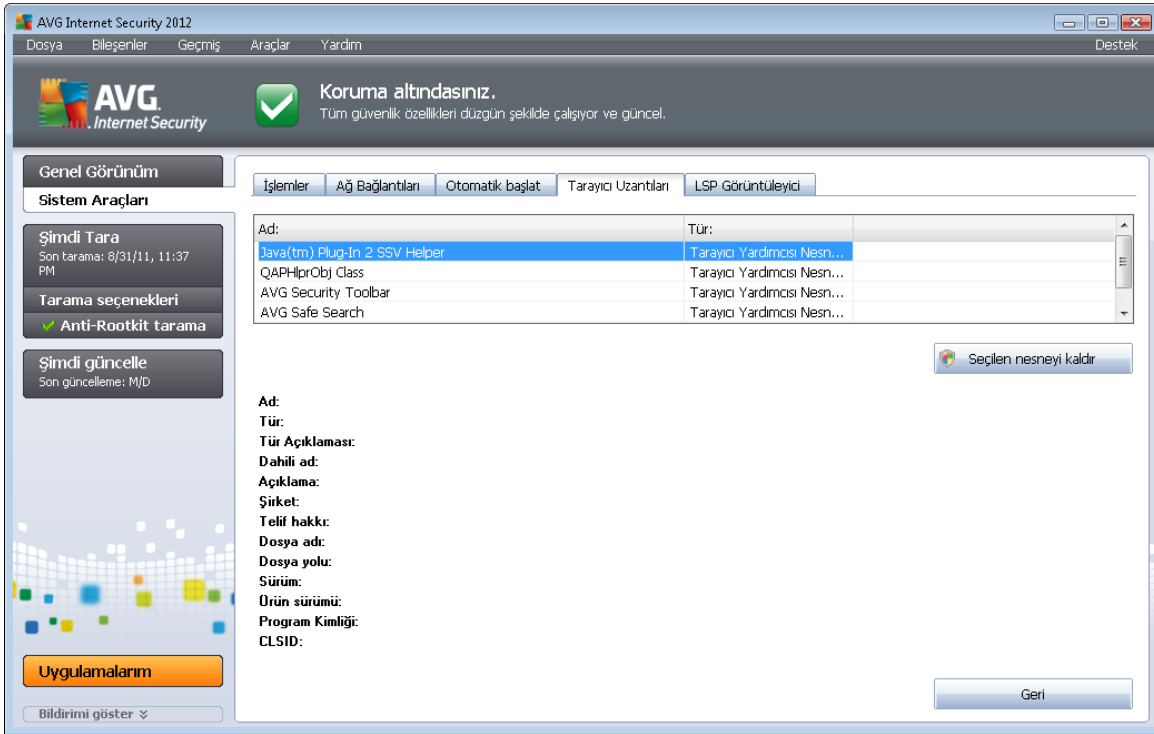 AVG Internet Security 2012
Dosya Bileşenler Geçmiş Araçlar Yardım Destek
AVG.
Internet Security
Koruma altındasınız.
Tüm güvenlik özellikleri düzgün şekilde çalışıyor ve güncel.
Genel Görünüm
Sistem Araçları
Şimdi Tara
Son tarama: 8/31/11, 11:37
PM
Tarama seçenekleri
Anti-Rootkit tarama
Şimdi güncelle
Son güncelleme: M/D
Uygulamalarım
Bildirimi göster
İşlemler Ağ Bağlantıları Otomatik başlat Tarayıcı Uzantıları LSP Görüntüleyici
Ad: Tür:
Java(tm) Plug-In 2 SSV Helper Tarayıcı Yardımcısı Nesn...
QAPHlprObj Class Tarayıcı Yardımcısı Nesn...
AVG Security Toolbar Tarayıcı Yardımcısı Nesn...
AVG Safe Search Tarayıcı Yardımcısı Nesn...
Seçilen nesneyi kaldır
Ad:
Tür:
Tür Açıklaması:
Dahili ad:
Açıklama:
Şirket:
Telif hakkı:
Dosya adı:
Dosya yolu:
Sürüm:
Ürün sürümü:
Program Kimliği:
CLSID:
Geri